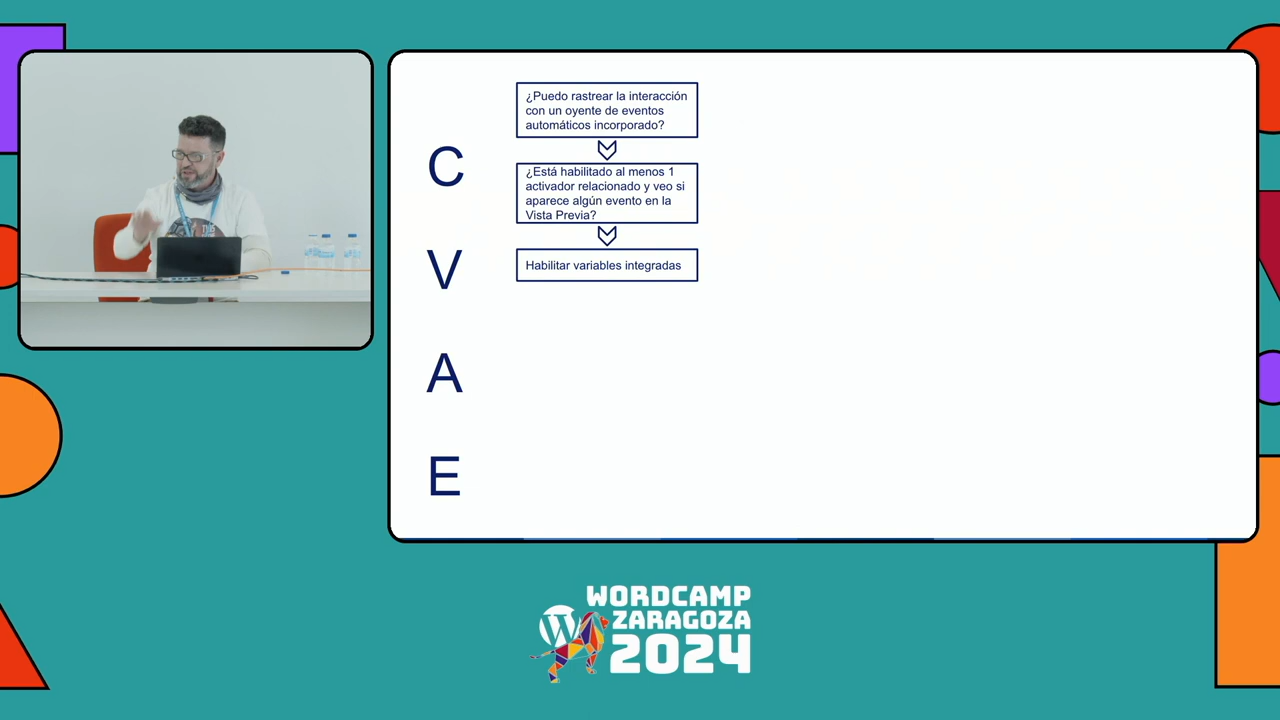 C
V
A
E
¿Puedo rastrear la interacción
con un oyente de eventos
automáticos incorporado?
¿Está habilitado al menos 1
activador relacionado y veo si
aparece algún evento en la
Vista Previa?
Habilitar variables integradas
WORDCAMP
ZARAGOZA
2024